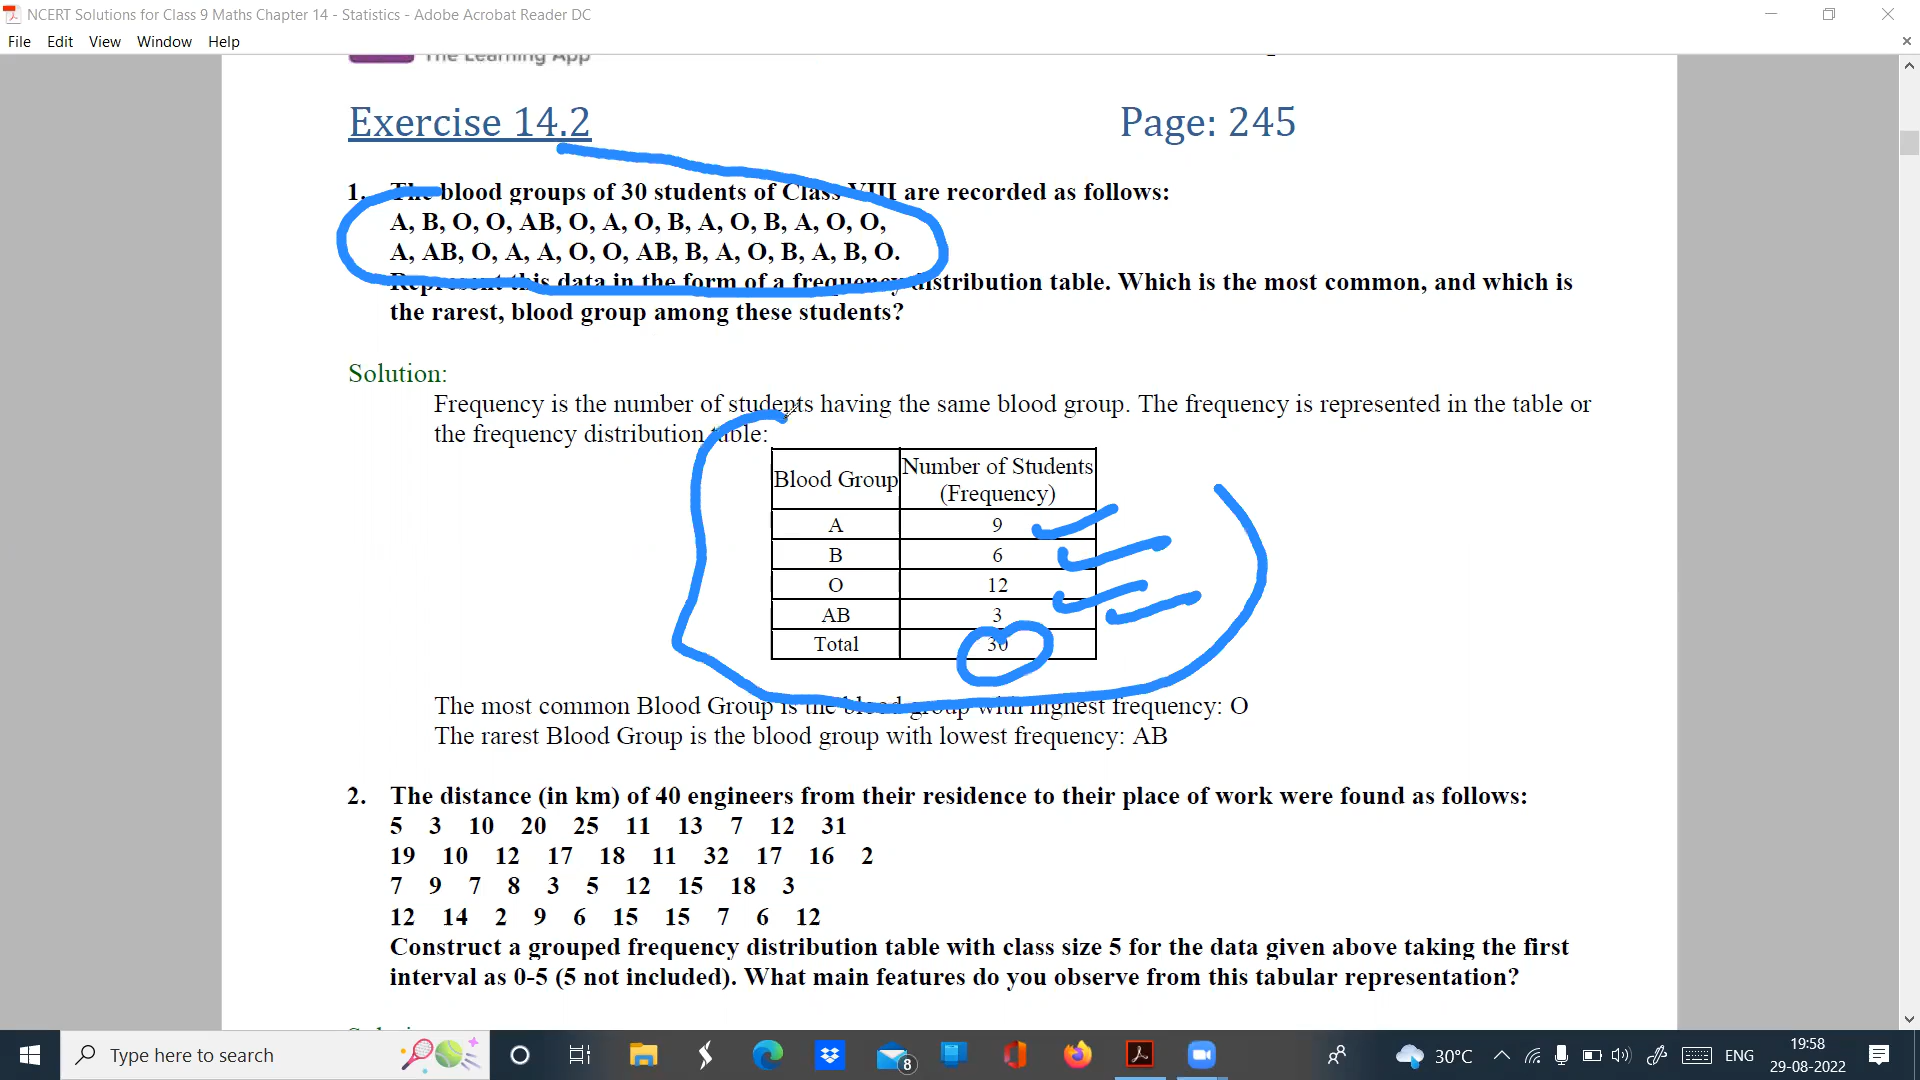 NCERT Solutions for Class 9 Maths Chapter 14 - Statistics - Adobe Acrobat Reader DC
File Edit View Window Help
The Learning App
Exercise 14.2 Page: 245
1. The blood groups of 30 students of Class VIII are recorded as follows:
A, B, O, O, AB, O, A, O, B, A, O, B, A, O, O,
A, AB, O, A, A, O, O, AB, B, A, O, B, A, B, O.
Represent this data in the form of a frequency distribution table. Which is the most common, and which is
the rarest, blood group among these students?
Solution:
Frequency is the number of students having the same blood group. The frequency is represented in the table or
the frequency distribution table:
Blood Group Number of Students
(Frequency)
A 9
B 6
O 12
AB 3
Total 30
The most common Blood Group is the blood group with highest frequency: O
The rarest Blood Group is the blood group with lowest frequency: AB
2. The distance (in km) of 40 engineers from their residence to their place of work were found as follows:
5 3 10 20 25 11 13 7 12 31
19 10 12 17 18 11 32 17 16 2
7 9 7 8 3 5 12 15 18 3
12 14 2 9 6 15 15 7 6 12
Construct a grouped frequency distribution table with class size 5 for the data given above taking the first
interval as 0-5 (5 not included). What main features do you observe from this tabular representation?
Type here to search
8
30°C
ENG
19:58
29-08-2022